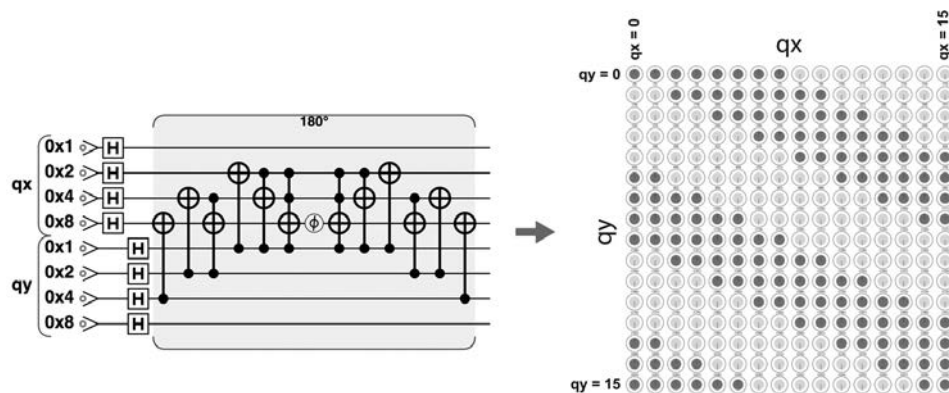 qx = 0
qx = 15
qx
qy = 0
180°
0x1
H
qx
0x2
H
0x4
H
0x8
H
ϕ
qy
0x1
H
qy
0x2
H
0x4
H
0x8
H
qy = 15